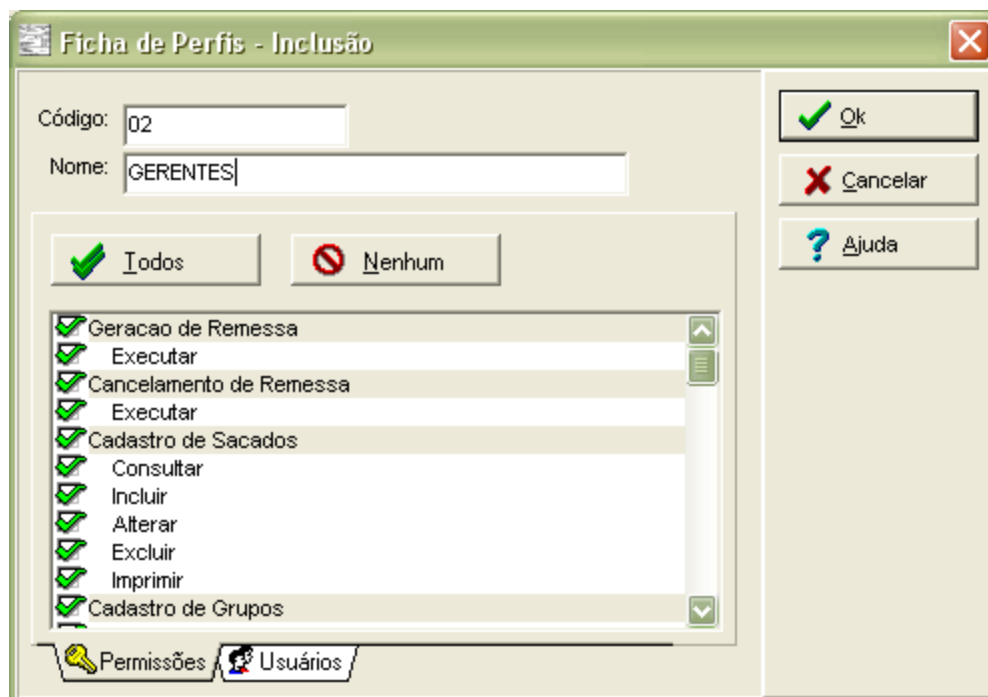 Ficha de Perfis - Inclusão
Código: 02
Nome: GERENTES
Ok
Cancelar
Ajuda
Todos Nenhum
Geracao de Remessa
Executar
Cancelamento de Remessa
Executar
Cadastro de Sacados
Consultar
Incluir
Alterar
Excluir
Imprimir
Cadastro de Grupos
Permissões Usuários